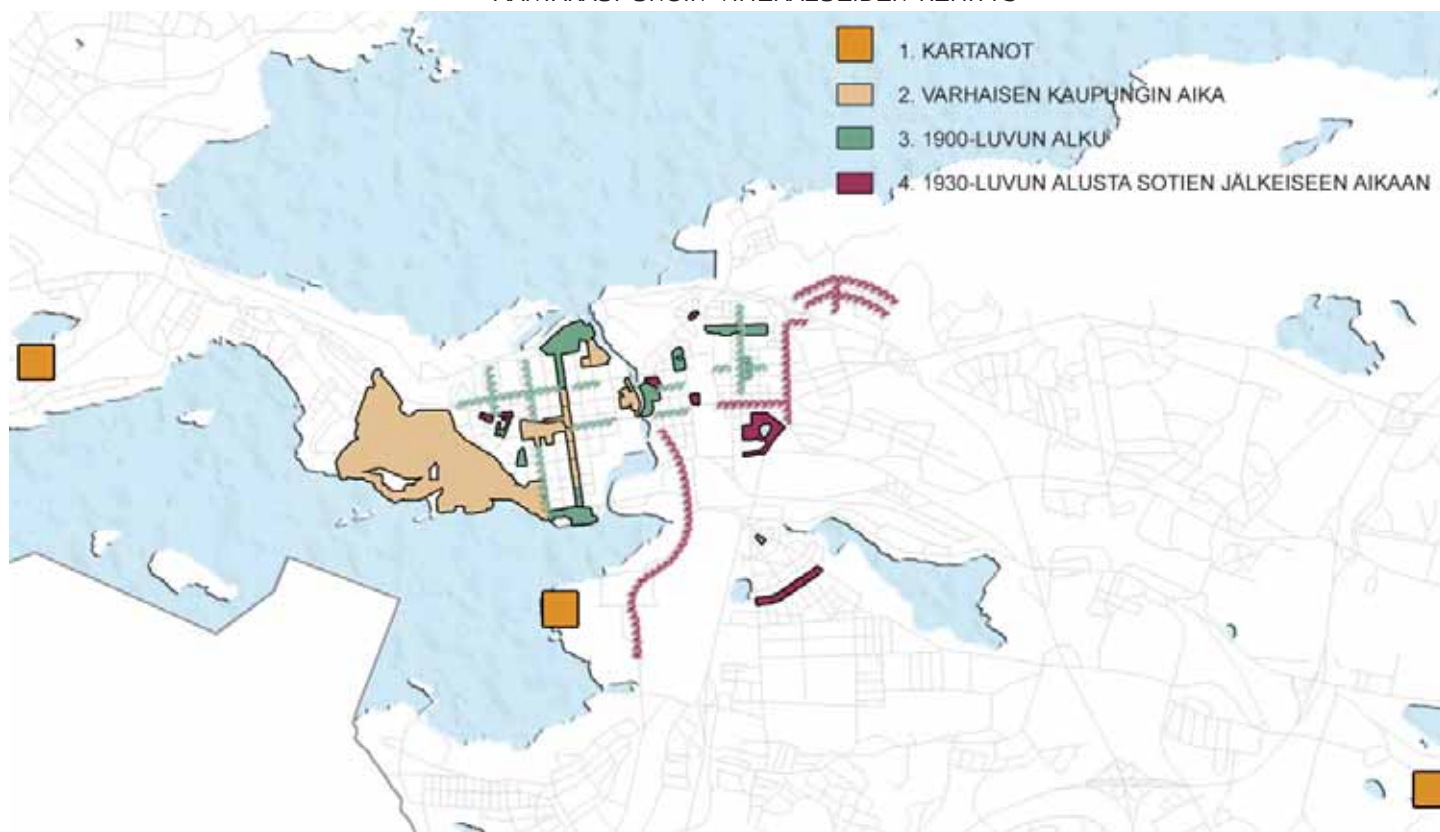 1. KARTANOT
2. VARHAISEN KAUPUNGIN AIKA
3. 1900-LUVUN ALKU
4. 1930-LUVUN ALUSTA SOTIEN JÄLKEISEEN AIKAAN